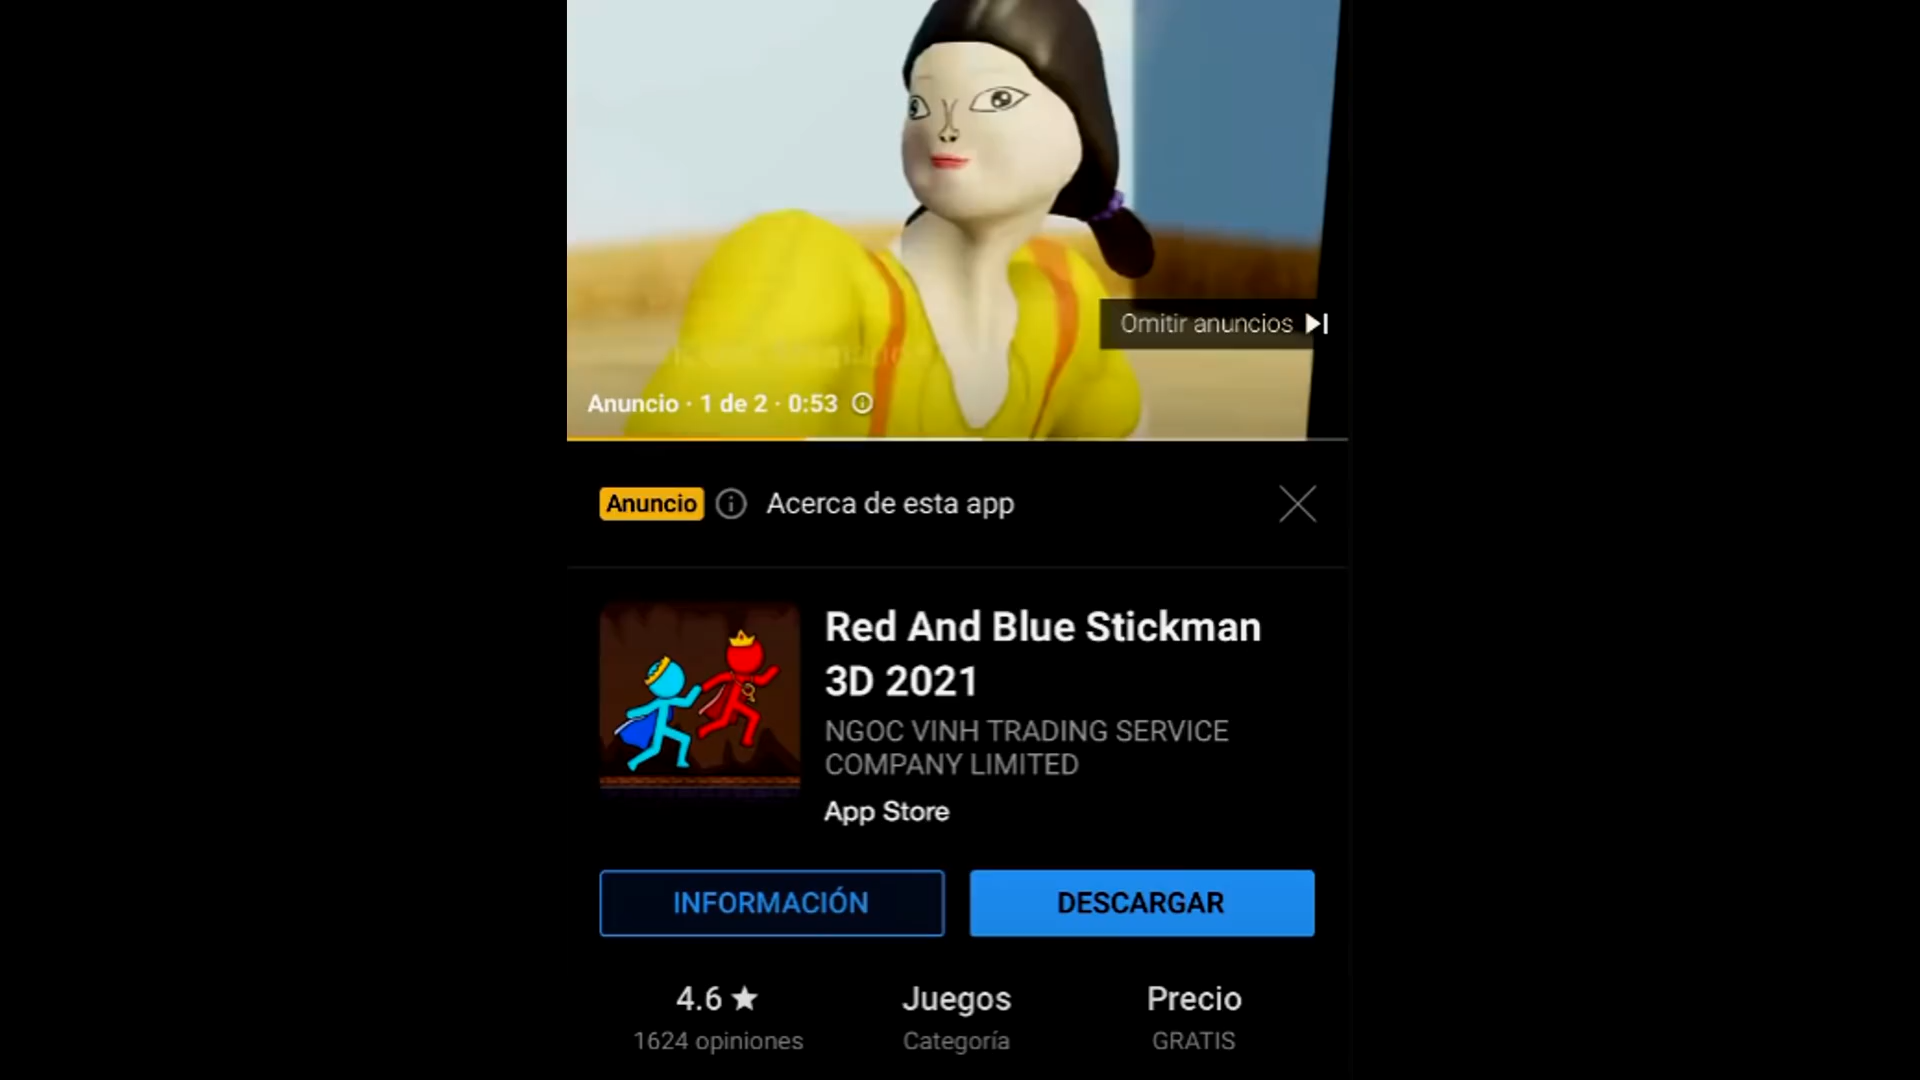 Omitir anuncios
Anuncio · 1 de 2 · 0:53
Anuncio
Acerca de esta app
Red And Blue Stickman
3D 2021
NGOC VINH TRADING SERVICE
COMPANY LIMITED
App Store
INFORMACIÓN
DESCARGAR
4.6 ★
1624 opiniones
Juegos
Categoría
Precio
GRATIS